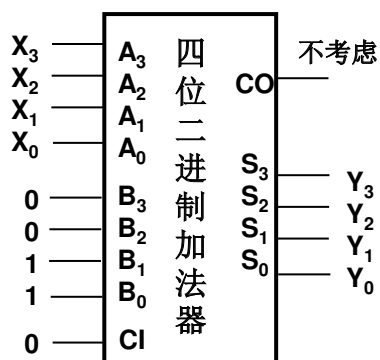 X₃ A₃ 四 不考虑
X₂ A₂ 位 CO
X₁ A₁ 二
X₀ A₀ 进 S₃ Y₃
0 B₃ 制 S₂ Y₂
0 B₂ 加 S₁ Y₁
1 B₁ 法 S₀ Y₀
1 B₀ 器
0 CI